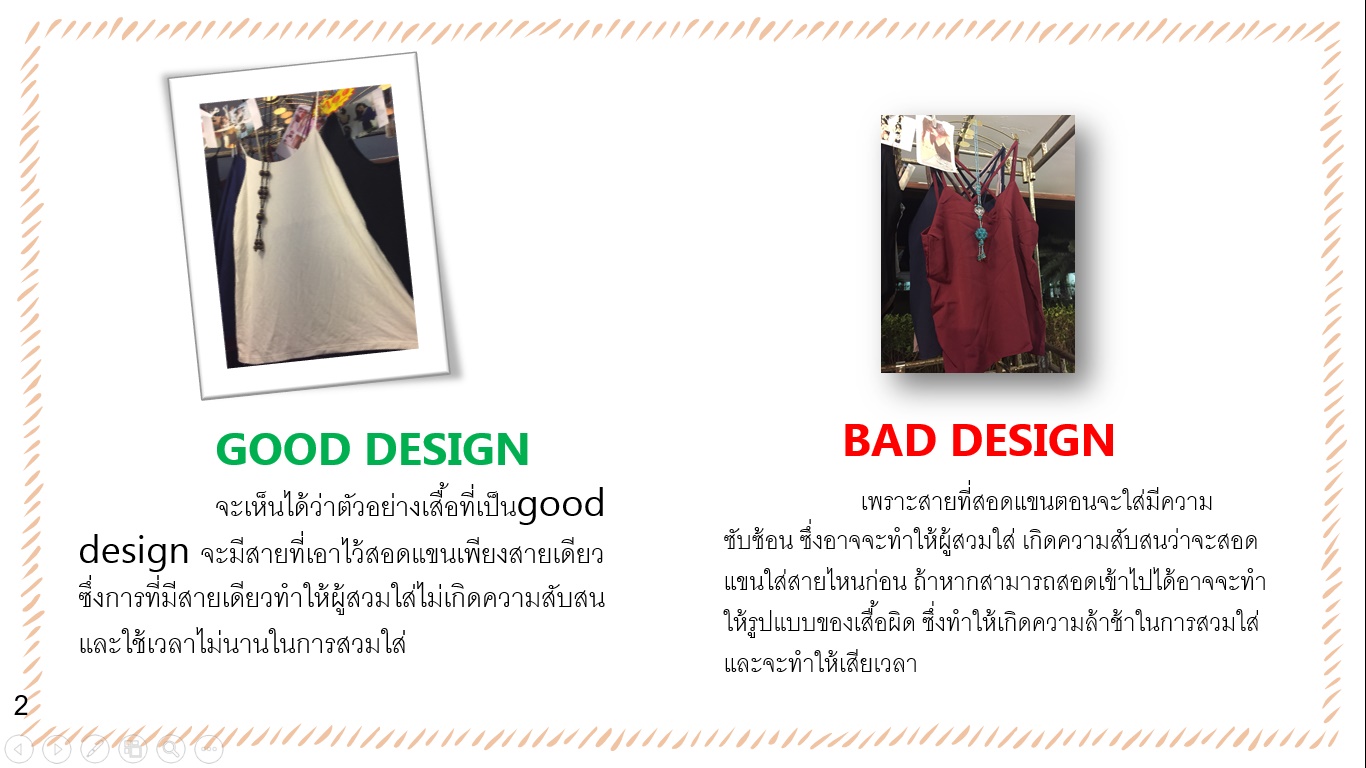 GOOD DESIGN
จะเห็นได้ว่าตัวอย่างเสื้อที่เป็นgood
design จะมีสายที่เอาไว้สอดแขนเพียงสายเดียว
ซึ่งการที่มีสายเดียวทำให้ผู้สวมใส่ไม่เกิดความสับสน
และใช้เวลาไม่นานในการสวมใส่
BAD DESIGN
เพราะสายที่สอดแขนตอนจะใส่มีความ
ซับซ้อน ซึ่งอาจจะทำให้ผู้สวมใส่ เกิดความสับสนว่าจะสอด
แขนใส่สายไหนก่อน ถ้าหากสามารถสอดเข้าไปได้อาจจะทำ
ให้รูปแบบของเสื้อผิด ซึ่งทำให้เกิดความล้าช้าในการสวมใส่
และจะทำให้เสียเวลา
2